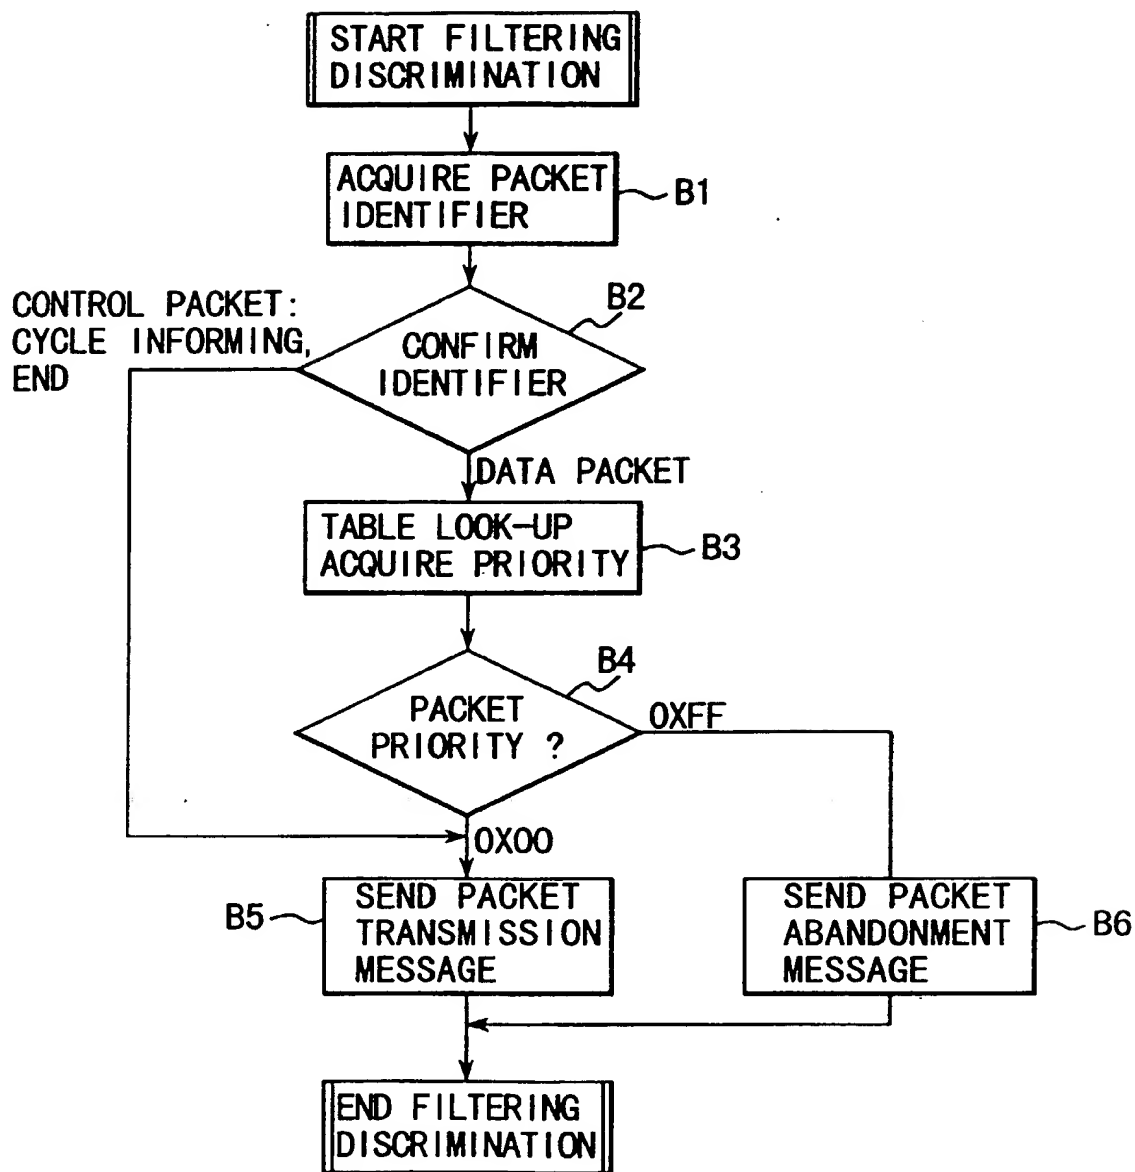 START FILTERING
DISCRIMINATION
ACQUIRE PACKET
IDENTIFIER
B1
CONTROL PACKET:
CYCLE INFORMING,
END
B2
CONFIRM
IDENTIFIER
DATA PACKET
TABLE LOOK-UP
ACQUIRE PRIORITY
B3
B4
PACKET
PRIORITY ?
0XFF
0X00
B5
SEND PACKET
TRANSMISSION
MESSAGE
SEND PACKET
ABANDONMENT
MESSAGE
B6
END FILTERING
DISCRIMINATION